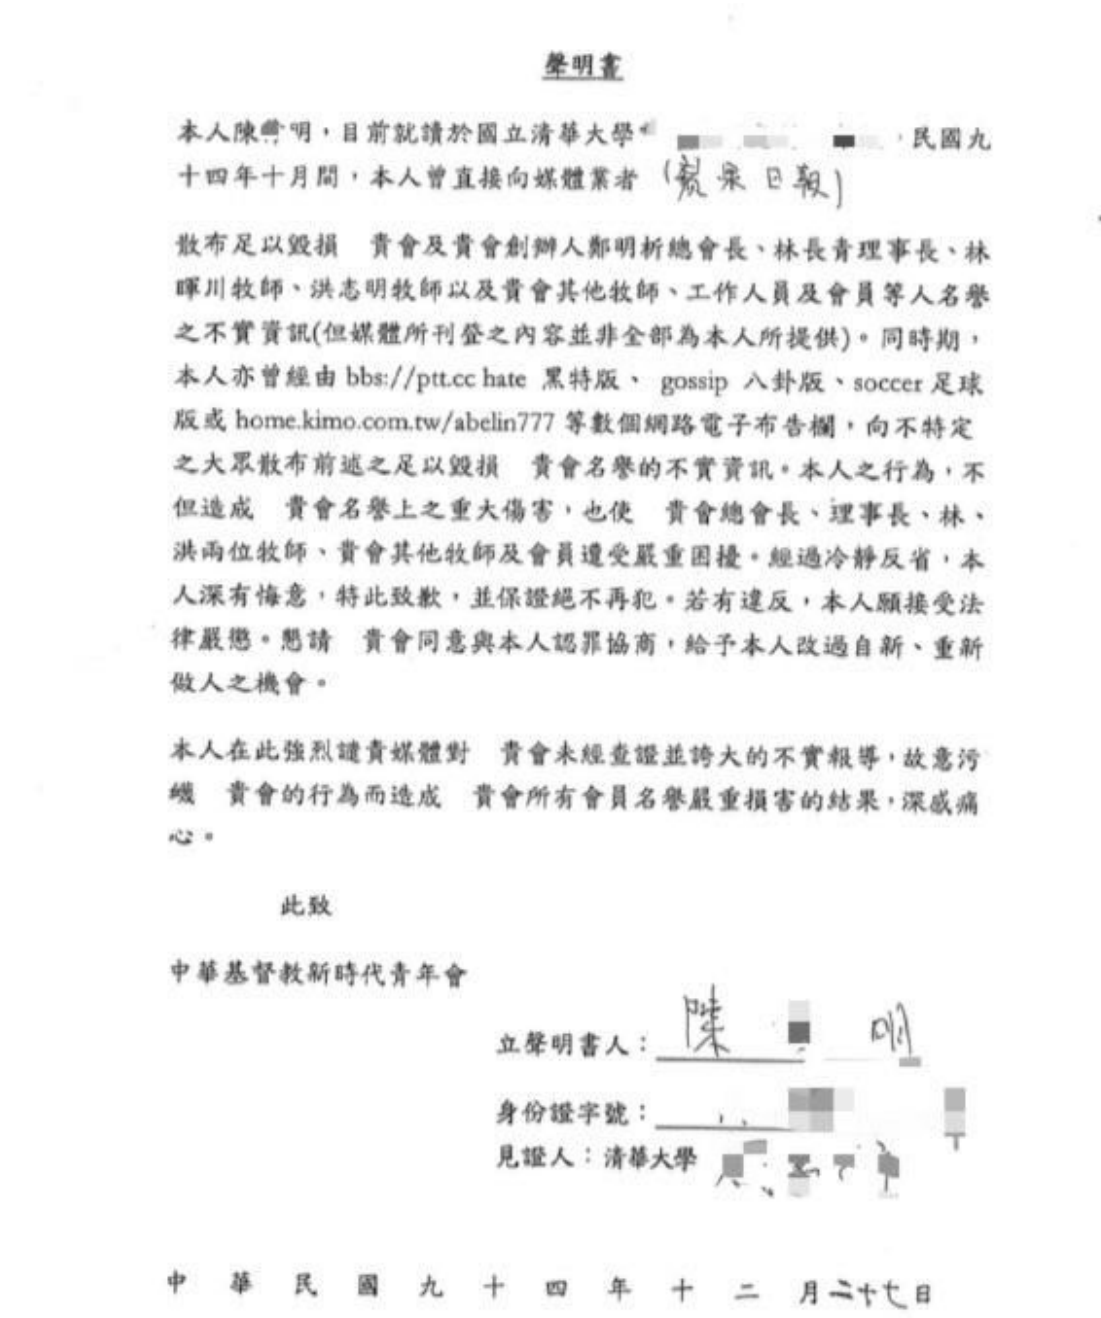 聲明書
本人陳 明，目前就讀於國立清華大學 民國九
十四年十月間，本人曾直接向媒體業者 (蘋果日報)
散布足以毀損 貴會及貴會創辦人鄭明析總會長、林長青理事長、林
暉川牧師、洪志明牧師以及貴會其他牧師、工作人員及會員等人名譽
之不實資訊(但媒體所刊登之內容並非全部為本人所提供)。同時期，
本人亦曾經由 bbs://ptt.cc hate 黑特版、 gossip 八卦版、soccer 足球
版或 home.kimo.com.tw/abelin777 等數個網路電子布告欄，向不特定
之大眾散布前述之足以毀損 貴會名譽的不實資訊。本人之行為，不
但造成 貴會名譽上之重大傷害，也使 貴會總會長、理事長、林、
洪兩位牧師、貴會其他牧師及會員遭受嚴重困擾。經過冷靜反省，本
人深有悔意，特此致歉，並保證絕不再犯。若有違反，本人願接受法
律嚴懲。懇請 貴會同意與本人認罪協商，給予本人改過自新、重新
做人之機會。
本人在此強烈譴責媒體對 貴會未經查證並誇大的不實報導，故意污
衊 貴會的行為而造成 貴會所有會員名譽嚴重損害的結果，深感痛
心。
此致
中華基督教新時代青年會
立聲明書人：陳 明
身份證字號：
見證人：清華大學
中華民國九十四年十二月二十七日